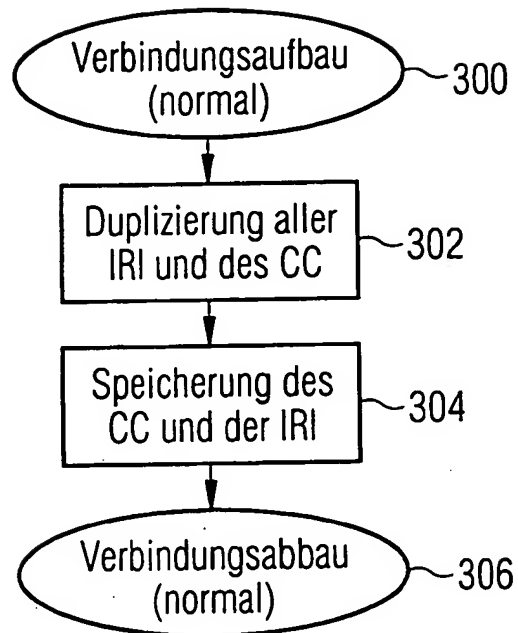 Verbindungsaufbau
(normal)
300
Duplizierung aller
IRI und des CC
302
Speicherung des
CC und der IRI
304
Verbindungsabbau
(normal)
306